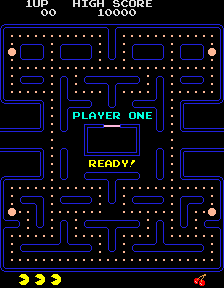 1UP HIGH SCORE
00 10000
PLAYER ONE
READY!